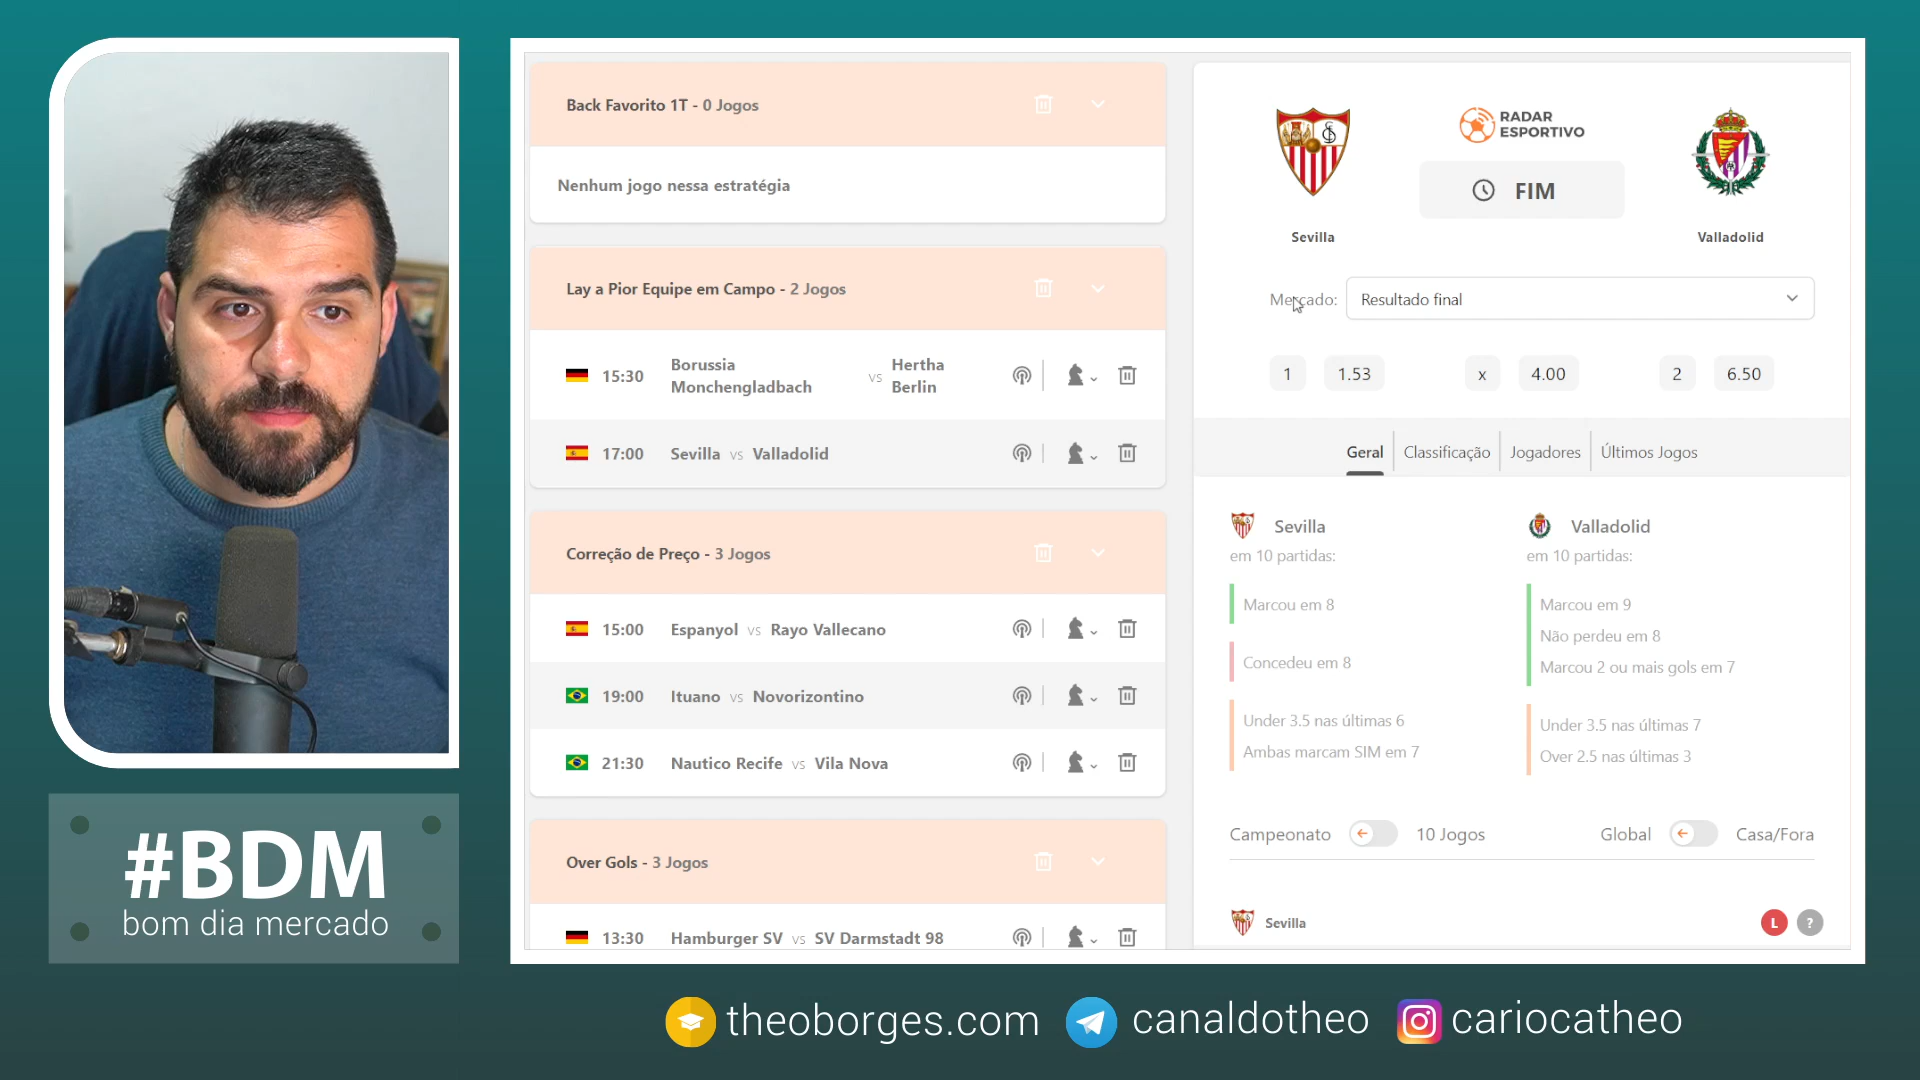 Back Favorito 1T - 0 Jogos
Nenhum jogo nessa estratégia
Lay a Pior Equipe em Campo - 2 Jogos
15:30 Borussia Monchengladbach vs Hertha Berlin
17:00 Sevilla vs Valladolid
Correção de Preço - 3 Jogos
15:00 Espanyol vs Rayo Vallecano
19:00 Ituano vs Novorizontino
21:30 Nautico Recife vs Vila Nova
Over Gols - 3 Jogos
13:30 Hamburger SV vs SV Darmstadt 98
RADAR
ESPORTIVO
FIM
Sevilla
Valladolid
Mercado: Resultado final
1 1.53 x 4.00 2 6.50
Geral Classificação Jogadores Últimos Jogos
Sevilla
em 10 partidas:
Marcou em 8
Concedeu em 8
Under 3.5 nas últimas 6
Ambas marcam SIM em 7
Valladolid
em 10 partidas:
Marcou em 9
Não perdeu em 8
Marcou 2 ou mais gols em 7
Under 3.5 nas últimas 7
Over 2.5 nas últimas 3
Campeonato 10 Jogos Global Casa/Fora
Sevilla L ?
#BDM
bom dia mercado
theoborges.com canaldotheo cariocatheo